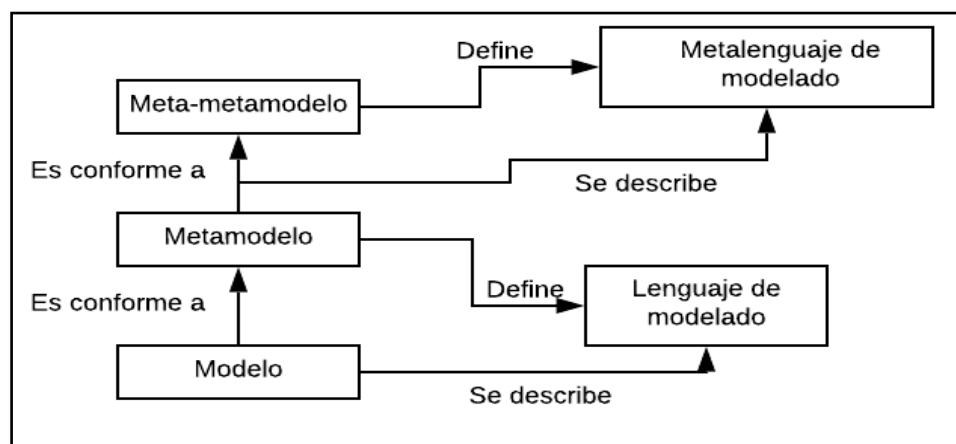 Define
Metalenguaje de
modelado
Meta-metamodelo
Es conforme a
Se describe
Metamodelo
Define
Lenguaje de
modelado
Es conforme a
Modelo
Se describe